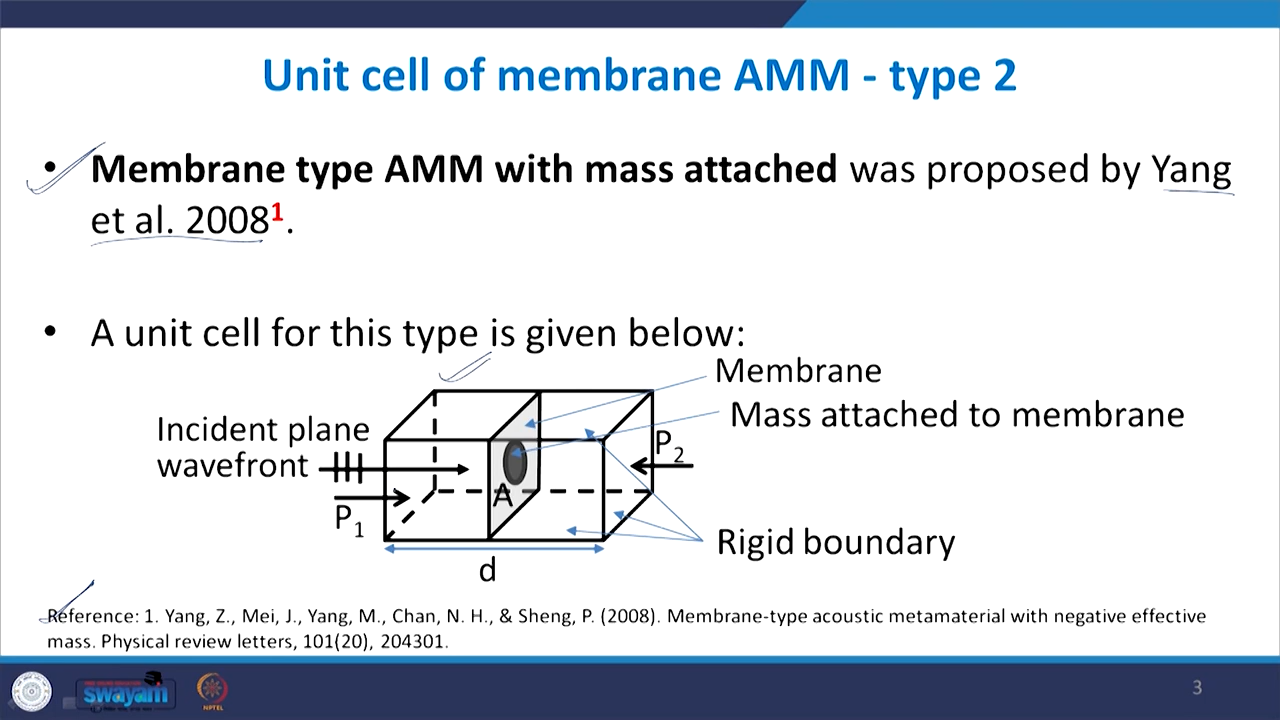 Unit cell of membrane AMM - type 2
• Membrane type AMM with mass attached was proposed by Yang
et al. 2008¹.
• A unit cell for this type is given below:
Membrane
Mass attached to membrane
Incident plane
wavefront
P₂
A
P₁
Rigid boundary
d
Reference: 1. Yang, Z., Mei, J., Yang, M., Chan, N. H., & Sheng, P. (2008). Membrane-type acoustic metamaterial with negative effective
mass. Physical review letters, 101(20), 204301.
swayam
NPTEL
3